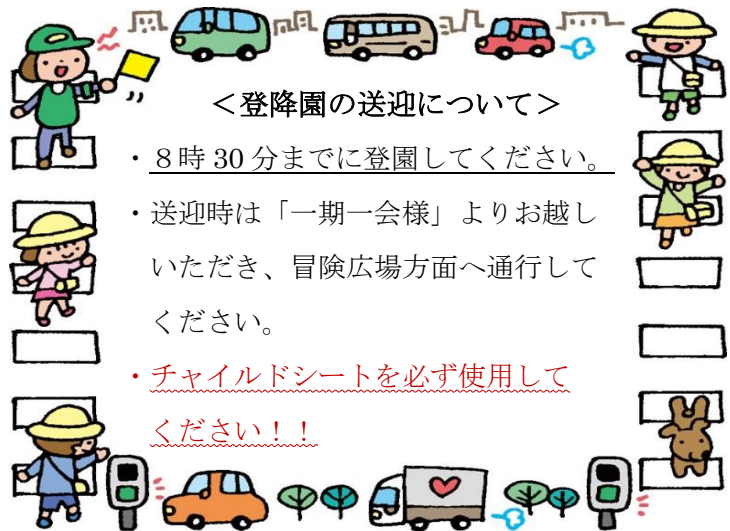 ＜登降園の送迎について＞
・８時 30 分までに登園してください。
・送迎時は「一期一会様」よりお越し
いただき、冒険広場方面へ通行して
ください。
・チャイルドシートを必ず使用して
ください！！